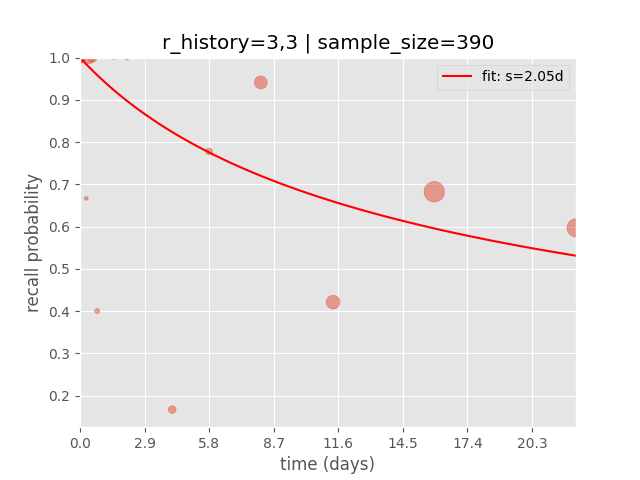 r_history=3,3 | sample_size=390
fit: s=2.05d
recall probability
1.0
0.9
0.8
0.7
0.6
0.5
0.4
0.3
0.2
0.0 2.9 5.8 8.7 11.6 14.5 17.4 20.3
time (days)